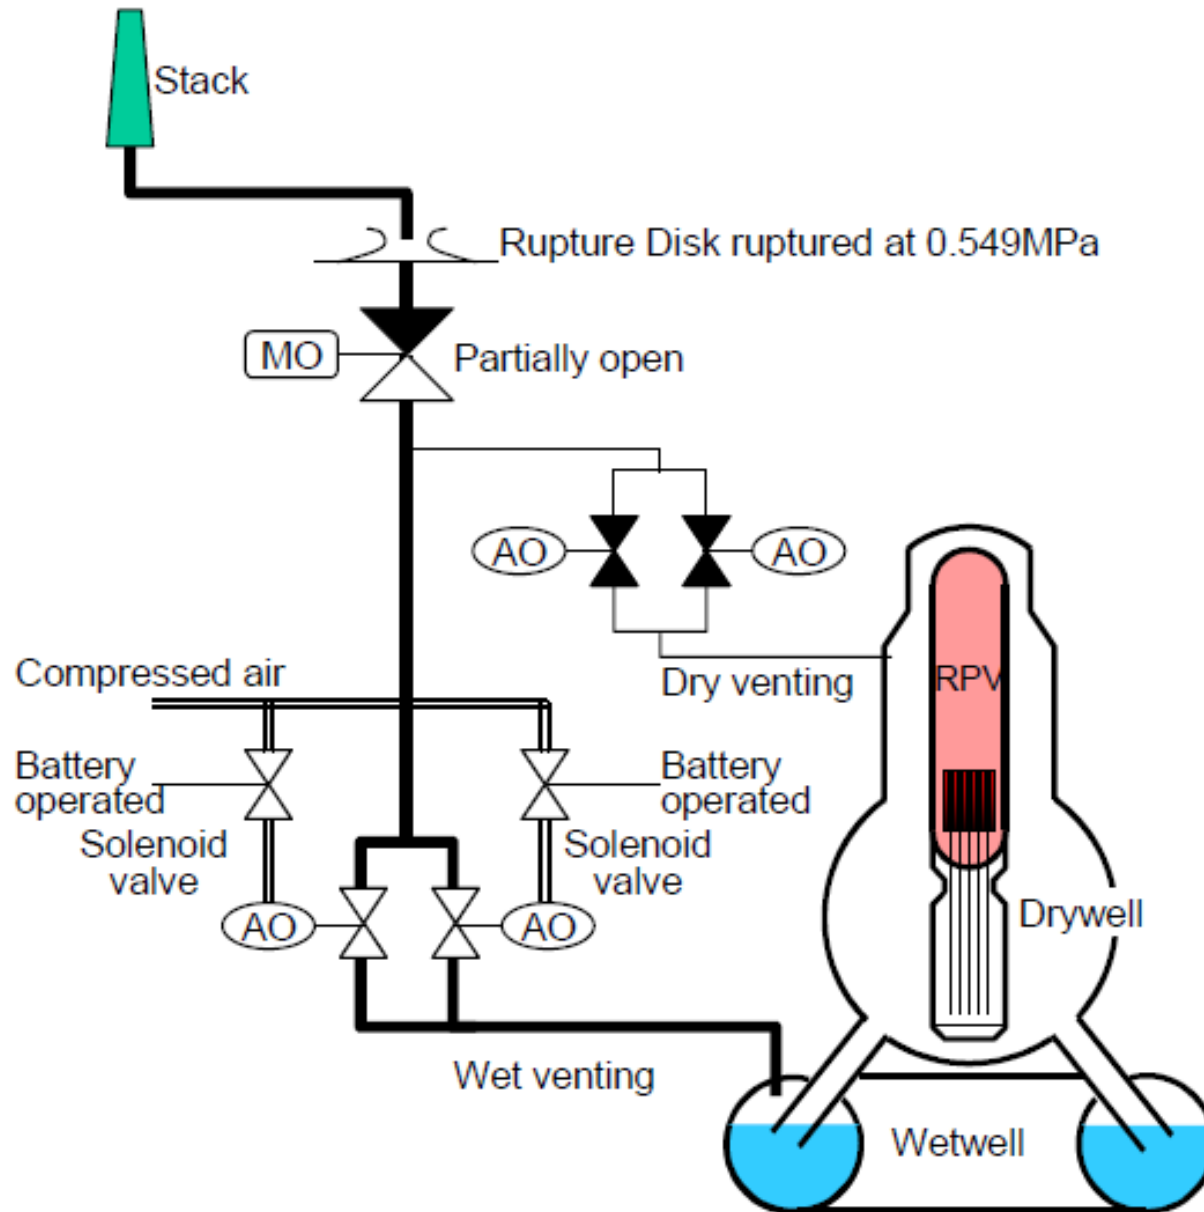 Stack
Rupture Disk ruptured at 0.549MPa
MO
Partially open
AO
AO
Compressed air
Dry venting
RPV
Battery
operated
Battery
operated
Solenoid
valve
Solenoid
valve
AO
AO
Drywell
Wet venting
Wetwell